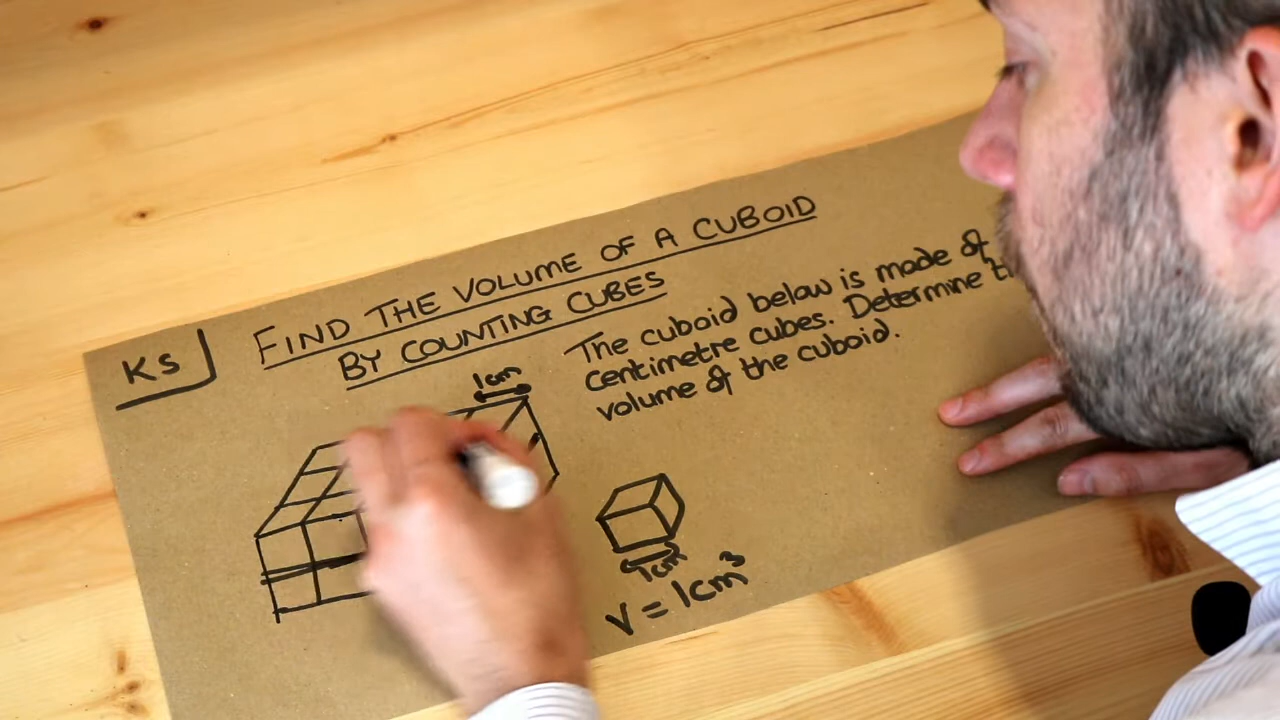 K5
FIND THE VOLUME OF A CUBOID
BY COUNTING CUBES
The cuboid below is made of
centimetre cubes. Determine
volume of the cuboid.
1cm
1cm
V = 1cm³